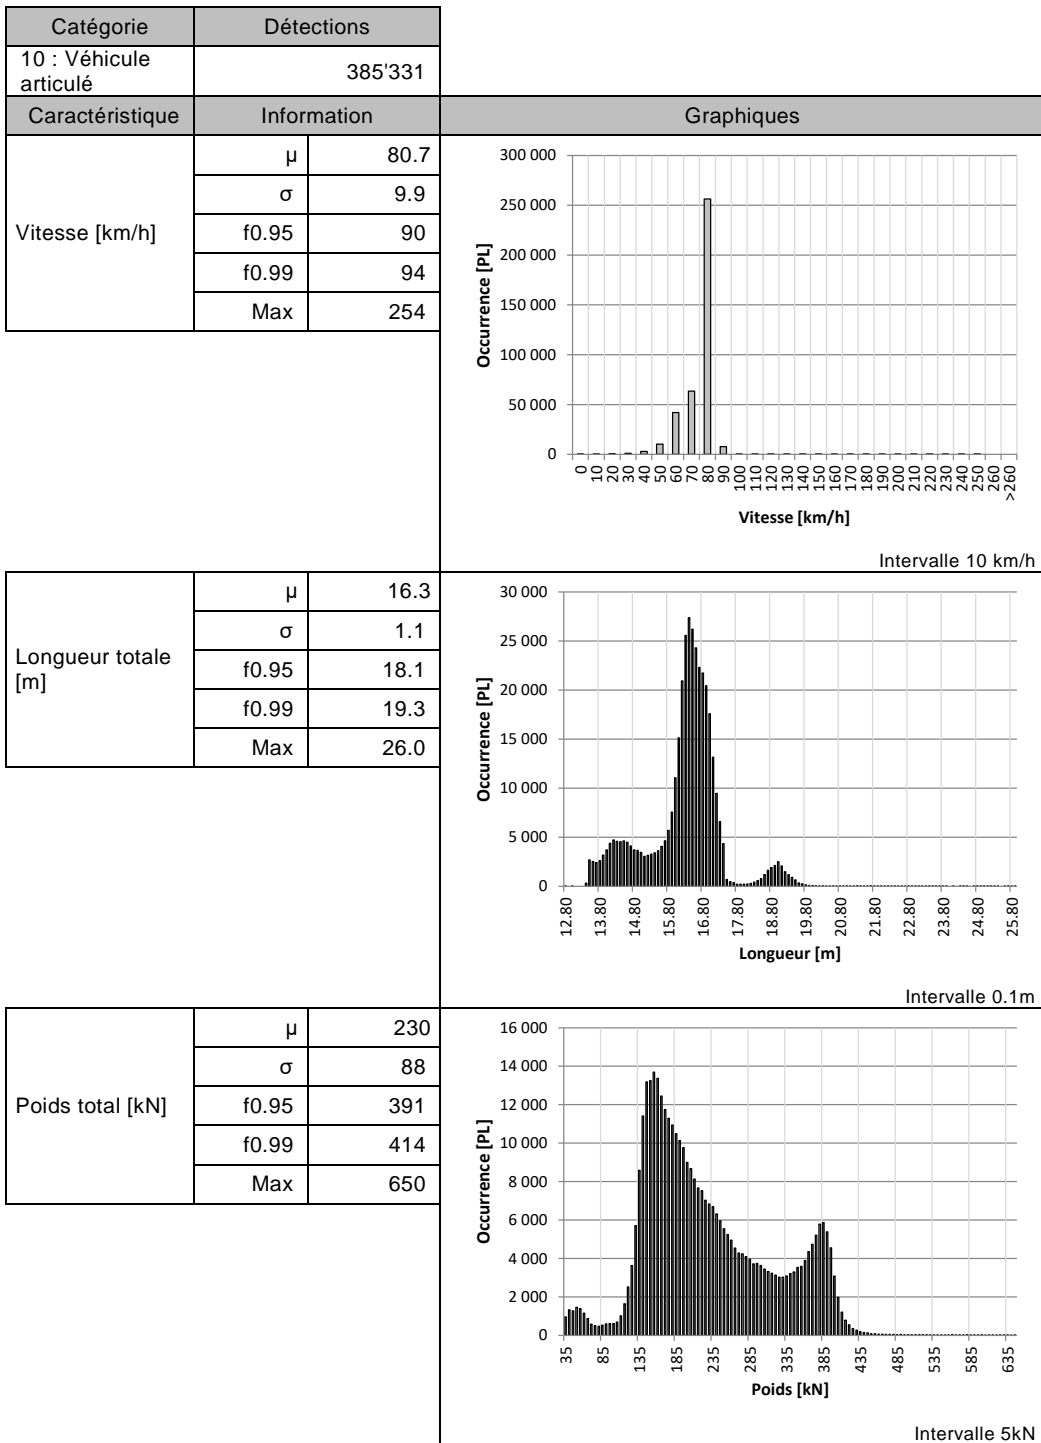 Catégorie Détections
10 : Véhicule
articulé
385'331
Caractéristique Information Graphiques
Vitesse [km/h]
µ 80.7
σ 9.9
f0.95 90
f0.99 94
Max 254
300 000
250 000
200 000
150 000
100 000
50 000
0
Occurrence [PL]
0 10 20 30 40 50 60 70 80 90 100 110 120 130 140 150 160 170 180 190 200 210 220 230 240 250 260 >260
Vitesse [km/h]
Intervalle 10 km/h
Longueur totale
[m]
µ 16.3
σ 1.1
f0.95 18.1
f0.99 19.3
Max 26.0
30 000
25 000
20 000
15 000
10 000
5 000
0
Occurrence [PL]
12.80 13.80 14.80 15.80 16.80 17.80 18.80 19.80 20.80 21.80 22.80 23.80 24.80 25.80
Longueur [m]
Intervalle 0.1m
Poids total [kN]
µ 230
σ 88
f0.95 391
f0.99 414
Max 650
16 000
14 000
12 000
10 000
8 000
6 000
4 000
2 000
0
Occurrence [PL]
35 85 135 185 235 285 335 385 435 485 535 585 635
Poids [kN]
Intervalle 5kN